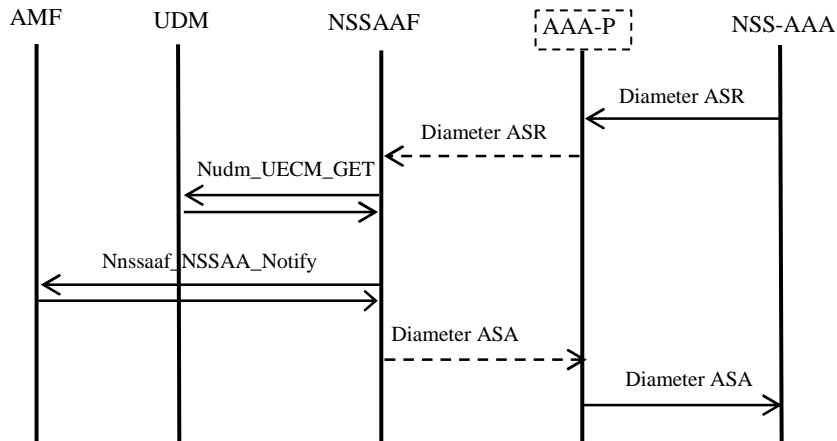 AMF
UDM
NSSAAF
AAA-P
NSS-AAA
Diameter ASR
Diameter ASR
Nudm_UECM_GET
Nnssaaf_NSSAA_Notify
Diameter ASA
Diameter ASA